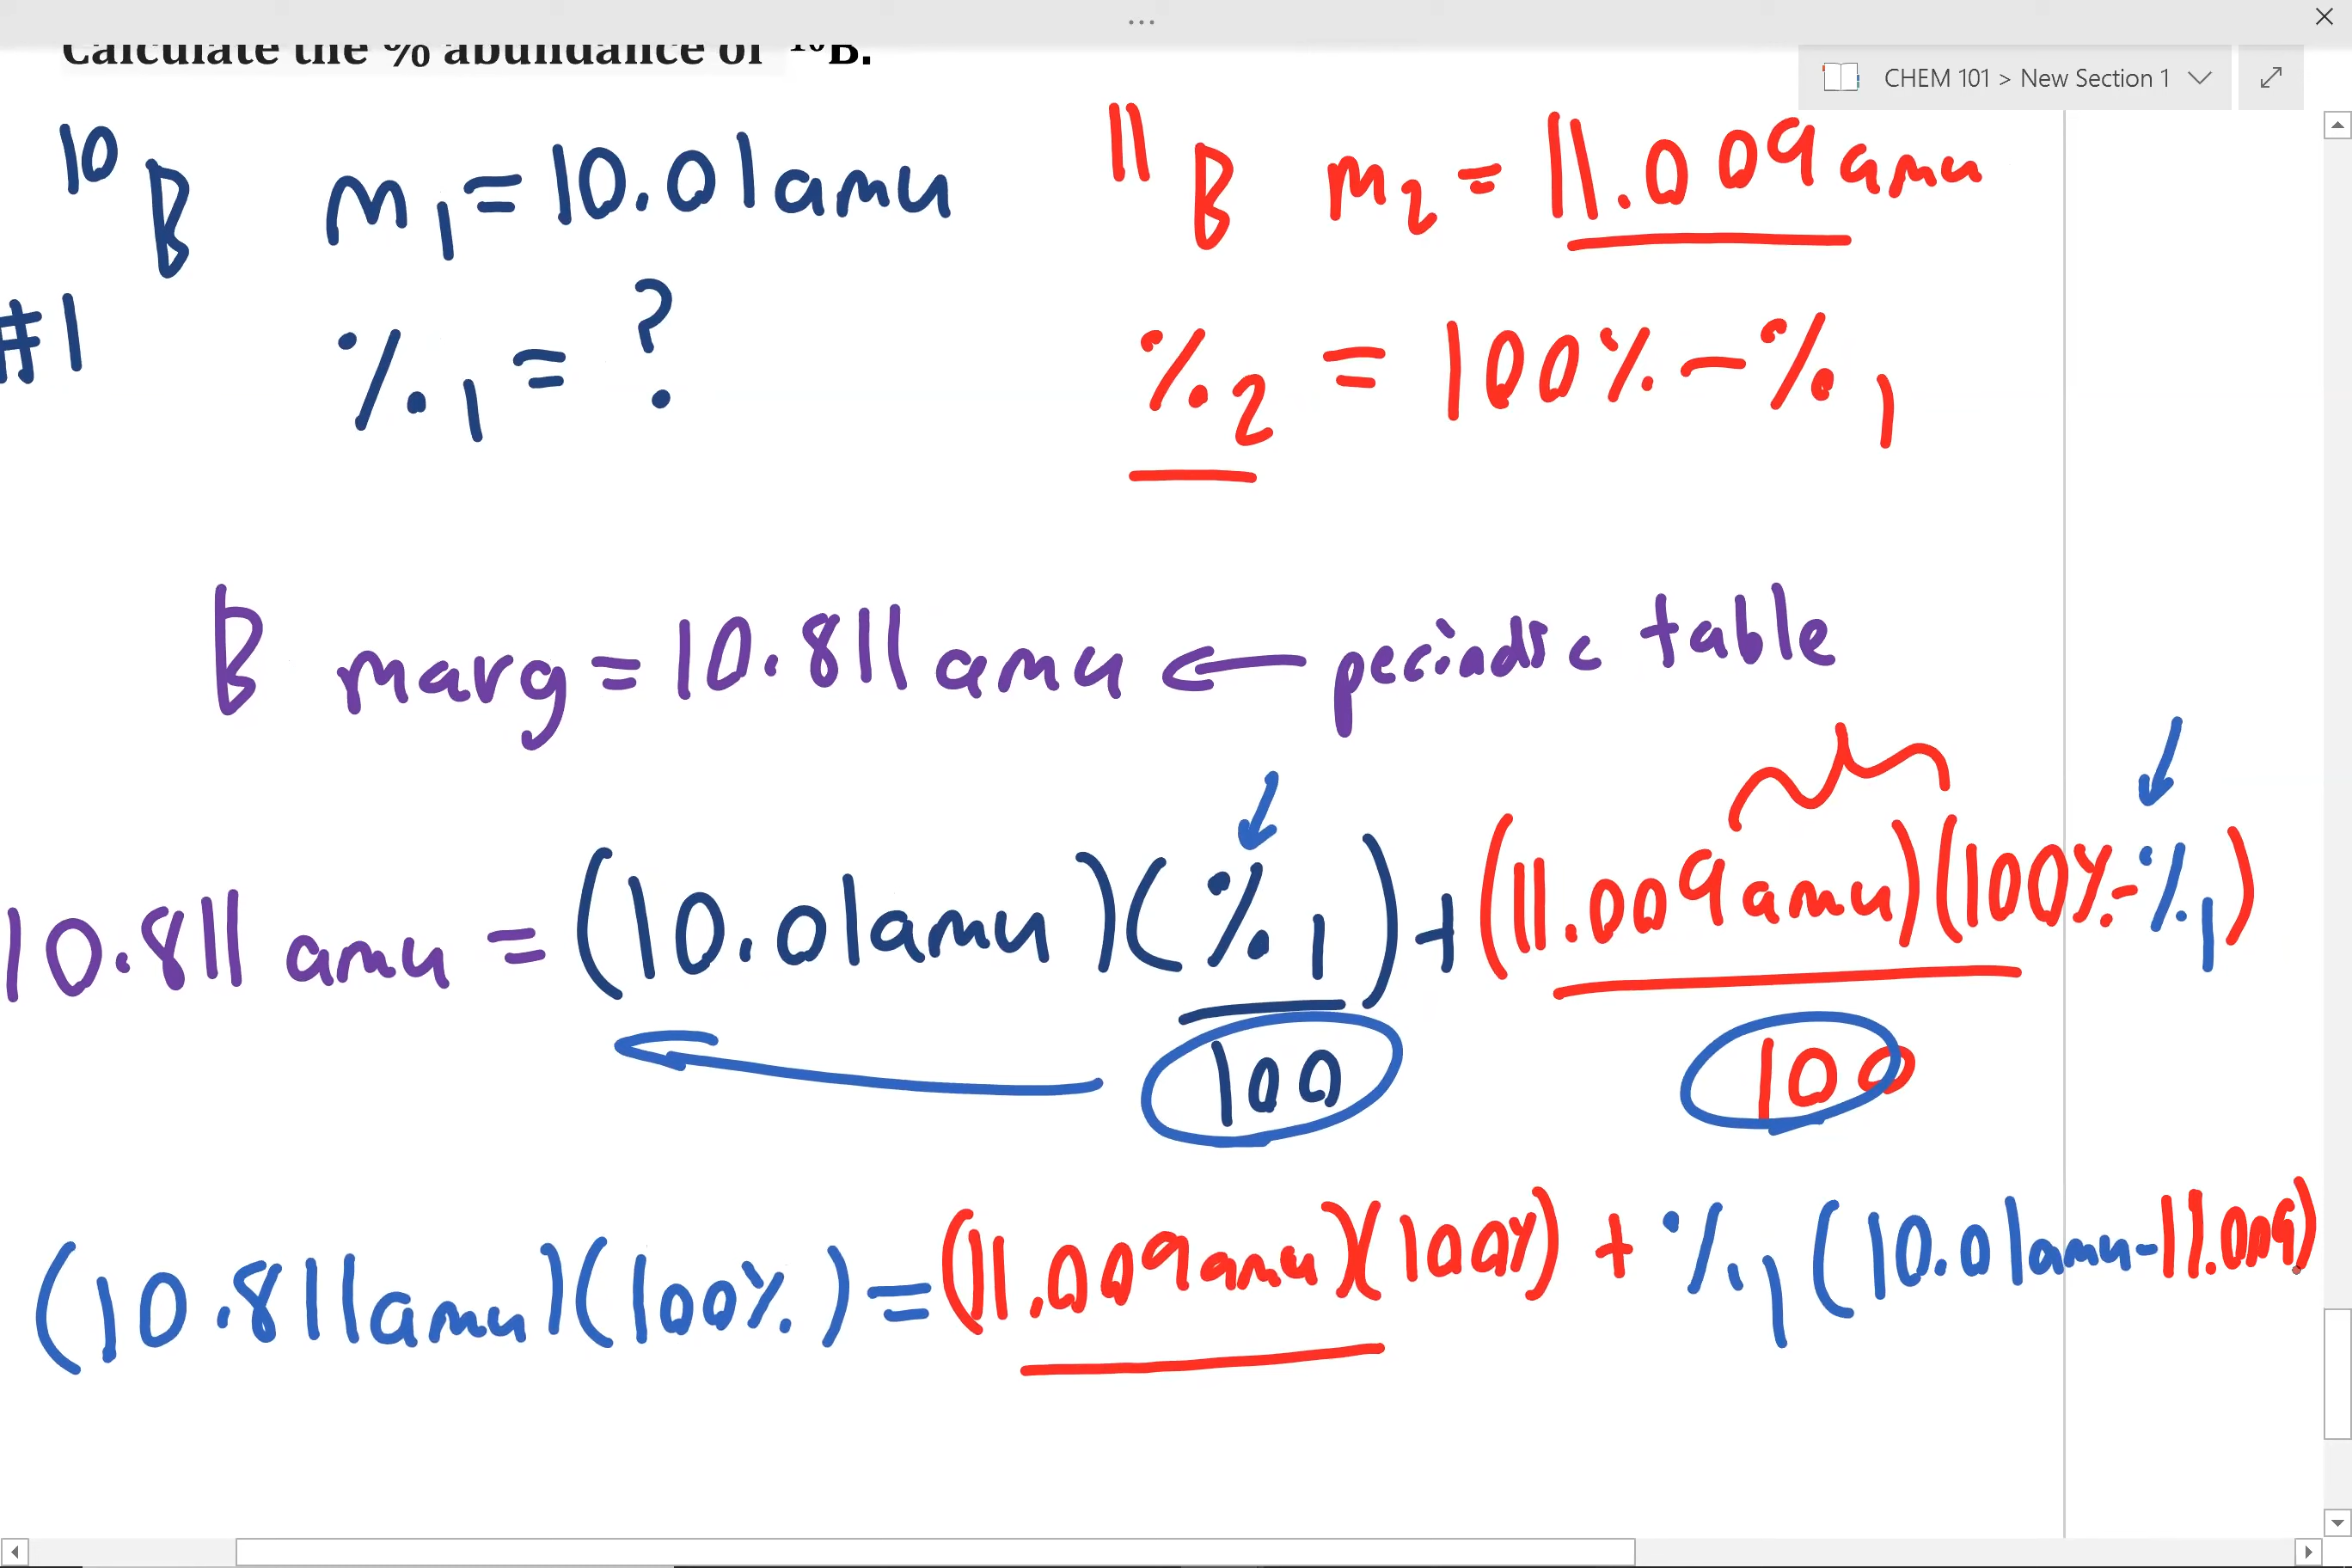 Calculate the % abundance of ¹⁰B.
CHEM 101 > New Section 1
¹⁰B m₁ = 10.01 amu ¹¹B m₂ = 11.009 amu
#1 %₁ = ? %₂ = 100% - %₁
B mavg = 10.811 amu ← periodic table
10.811 amu = (10.01 amu)(%₁) + (11.009 amu)(100% - %₁)
100 100
(10.811 amu)(100%) = (11.009 amu)(100%) + %₁(10.01 amu - 11.009)